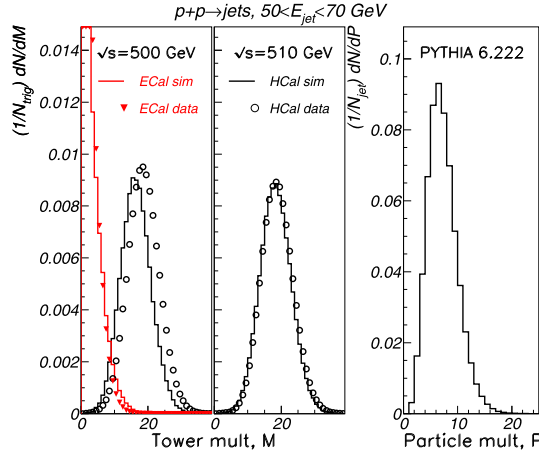 p+p→jets, 50<E_jet<70 GeV
√s=500 GeV
ECal sim
ECal data
√s=510 GeV
HCal sim
HCal data
PYTHIA 6.222
(1/N_trig) dN/dM
0.014
0.012
0.01
0.008
0.006
0.004
0.002
0
(1/N_jet) dN/dP
0.1
0.08
0.06
0.04
0.02
0
0 20
0 20
0 10 20
Tower mult, M
Particle mult, P